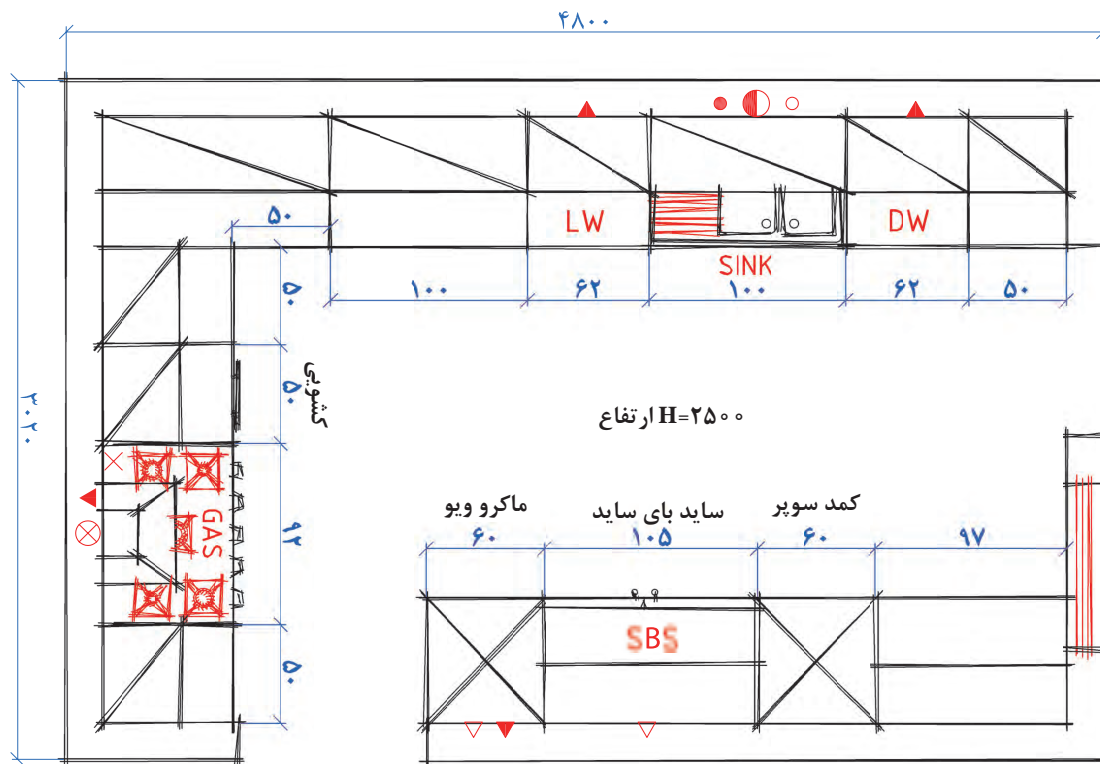 ۴۸۰۰
۳۰۲۰
LW
DW
SINK
۵۰
۱۰۰
۶۲
۱۰۰
۶۲
۵۰
۵۰
۵۰
کشویی
ارتفاع H=۲۵۰۰
GAS
۹۲
۵۰
ماکرو ویو
ساید بای ساید
کمد سوپر
۶۰
۱۰۵
۶۰
۹۷
SBS